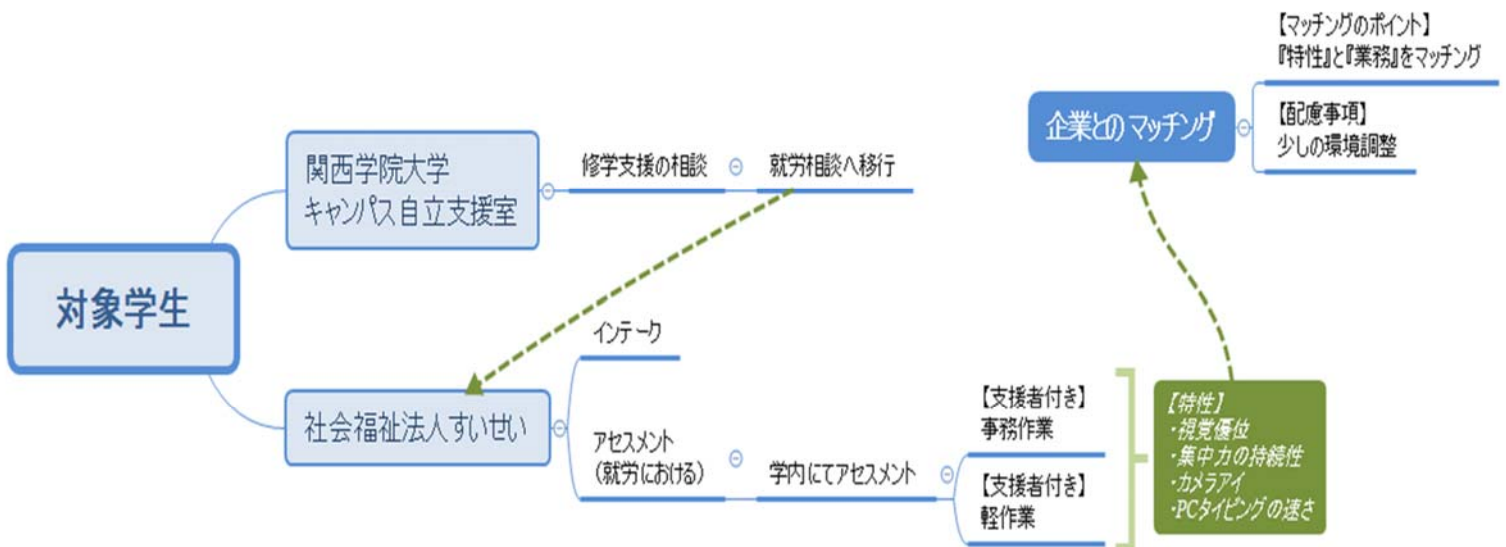 対象学生
関西学院大学
キャンパス自立支援室
修学支援の相談
就労相談へ移行
社会福祉法人すいせい
インテーク
アセスメント
(就労における)
学内にてアセスメント
【支援者付き】
事務作業
【支援者付き】
軽作業
【特性】
・視覚優位
・集中力の持続性
・カメラアイ
・PCタイピングの速さ
企業とのマッチング
【マッチングのポイント】
『特性』と『業務』をマッチング
【配慮事項】
少しの環境調整